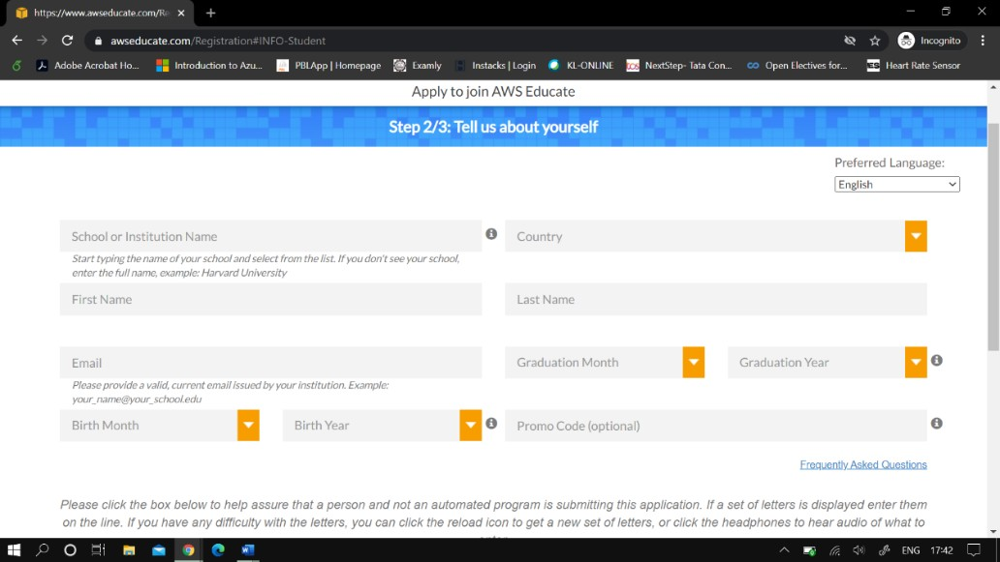 https://www.awseducate.com/Re
awseducate.com/Registration#INFO-Student
Incognito
Adobe Acrobat Ho... Introduction to Azu... PBLApp | Homepage Examly Instacks | Login KL-ONLINE NextStep- Tata Con... Open Electives for... Heart Rate Sensor
Apply to join AWS Educate
Step 2/3: Tell us about yourself
Preferred Language:
English
School or Institution Name Country
Start typing the name of your school and select from the list. If you don't see your school,
enter the full name, example: Harvard University
First Name Last Name
Email Graduation Month Graduation Year
Please provide a valid, current email issued by your institution. Example:
your_name@your_school.edu
Birth Month Birth Year Promo Code (optional)
Frequently Asked Questions
Please click the box below to help assure that a person and not an automated program is submitting this application. If a set of letters is displayed enter them
on the line. If you have any difficulty with the letters, you can click the reload icon to get a new set of letters, or click the headphones to hear audio of what to
ENG 17:42